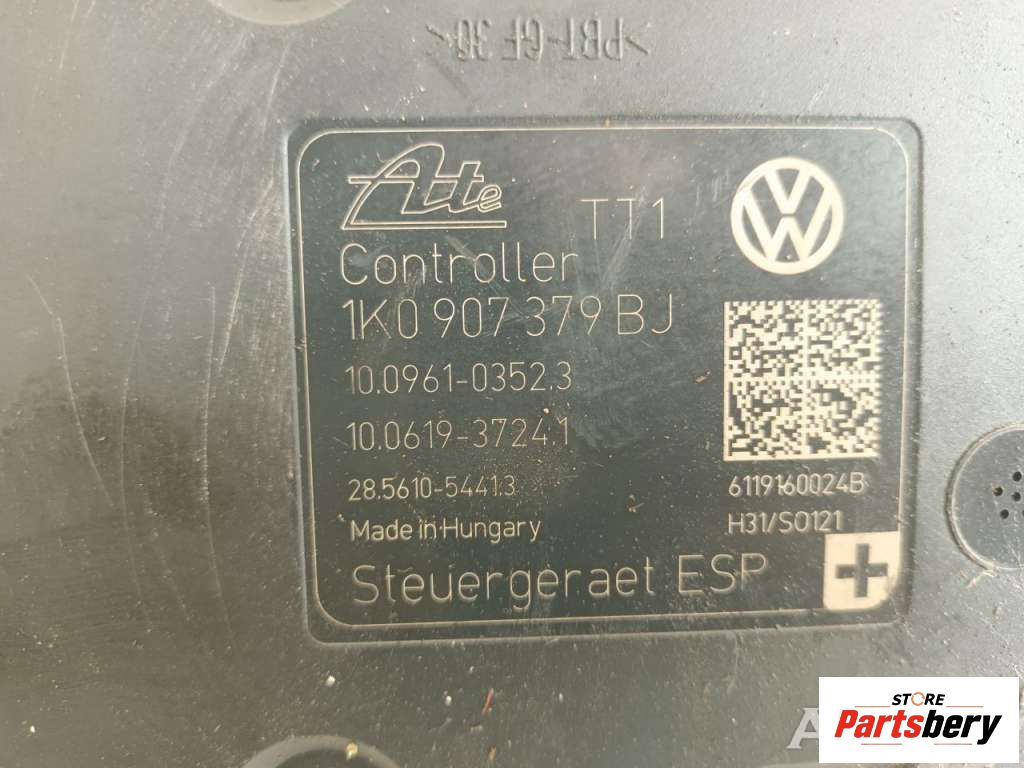 >PBT-GF 30<
Ate
TT1
Controller
1K0 907 379 BJ
10.0961-0352.3
10.0619-3724.1
28.5610-5441.3
6119160024B
Made in Hungary
H31/S0121
Steuergeraet ESP
STORE
Partsbery